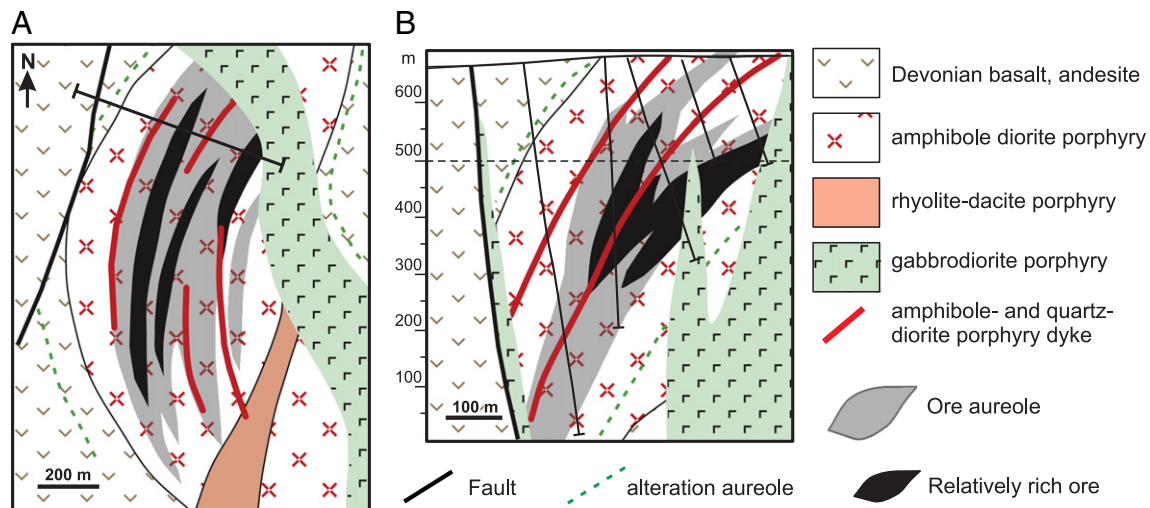 A
B
N
200 m
m
600
500
400
300
200
100
100 m
Devonian basalt, andesite
amphibole diorite porphyry
rhyolite-dacite porphyry
gabbrodiorite porphyry
amphibole- and quartz-
diorite porphyry dyke
Ore aureole
Relatively rich ore
Fault
alteration aureole